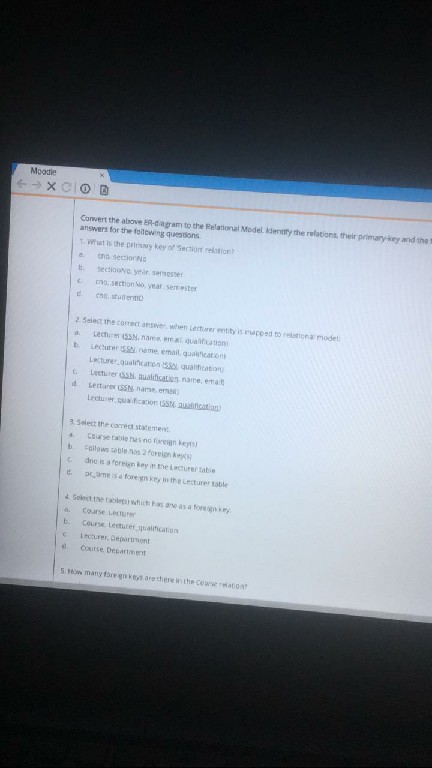 Moodle
Convert the above ER-diagram to the Relational Model. Identify the relations, their primary-key and the
answers for the following questions.
1. What is the primary key of Section relation?
a. cno, sectionNo
b. sectionNo, year, semester
c. cno, sectionNo, year, semester
d. cno, studentID
2. Select the correct answer, when Lecturer entity is mapped to relational model:
a. Lecturer (SSN, name, email, qualification)
b. Lecturer (SSN, name, email, qualification)
Lecturer_qualification (SSN, qualification)
c. Lecturer (SSN, qualification, name, email)
d. Lecturer (SSN, name, email)
Lecturer_qualification (SSN, qualification)
3. Select the correct statement.
a. Course table has no foreign key(s)
b. Follows table has 2 foreign key(s)
c. dno is a foreign key in the Lecturer table
d. is a foreign key in the Lecturer table
4. Select the table(s) which has dno as a foreign key.
a. Course, Lecturer
b. Course, Lecturer_qualification
c. Lecturer, Department
d. Course, Department
5. How many foreign keys are there in the Course relation?